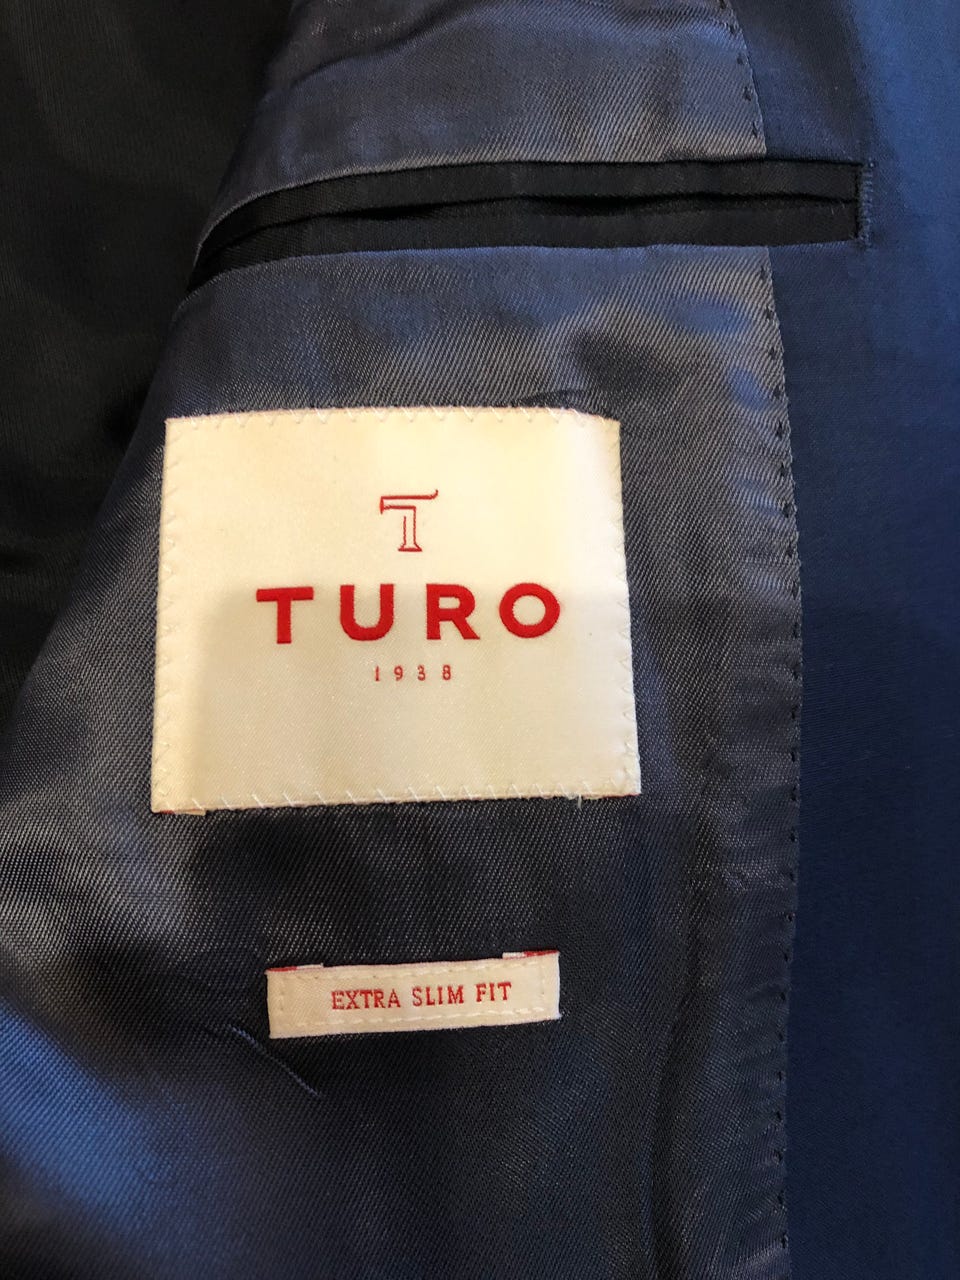 T
TURO
1938
EXTRA SLIM FIT